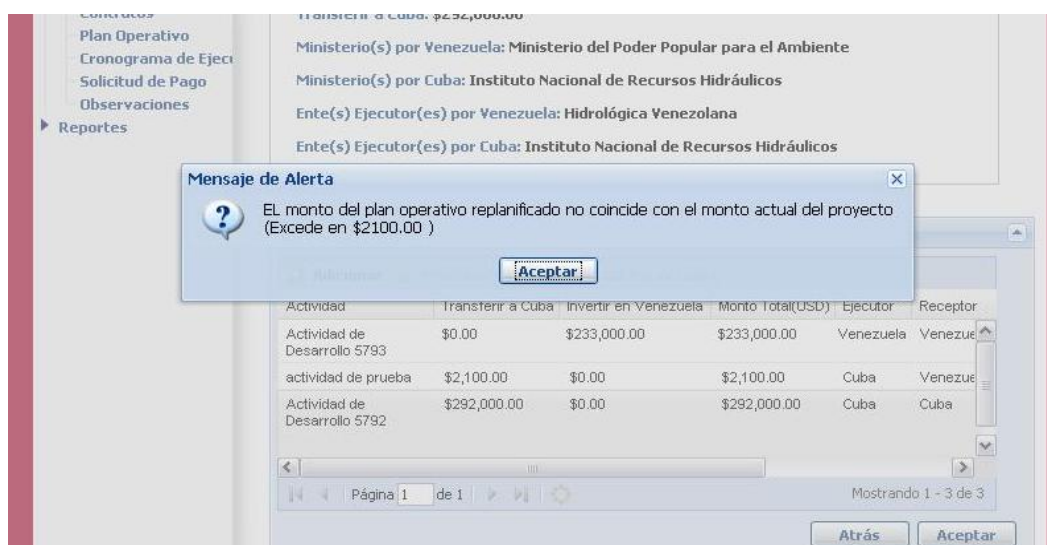 Contratos
Plan Operativo
Cronograma de Ejecu
Solicitud de Pago
Observaciones
Reportes
Transferir a Cuba: $292,000.00
Ministerio(s) por Venezuela: Ministerio del Poder Popular para el Ambiente
Ministerio(s) por Cuba: Instituto Nacional de Recursos Hidráulicos
Ente(s) Ejecutor(es) por Venezuela: Hidrológica Venezolana
Ente(s) Ejecutor(es) por Cuba: Instituto Nacional de Recursos Hidráulicos
Mensaje de Alerta
EL monto del plan operativo replanificado no coincide con el monto actual del proyecto
(Excede en $2100.00 )
Aceptar
Actividad Transferir a Cuba Invertir en Venezuela Monto Total(USD) Ejecutor Receptor
Actividad de $0.00 $233,000.00 $233,000.00 Venezuela Venezue
Desarrollo 5793
actividad de prueba $2,100.00 $0.00 $2,100.00 Cuba Venezue
Actividad de $292,000.00 $0.00 $292,000.00 Cuba Cuba
Desarrollo 5792
Página 1 de 1 Mostrando 1 - 3 de 3
Atrás Aceptar